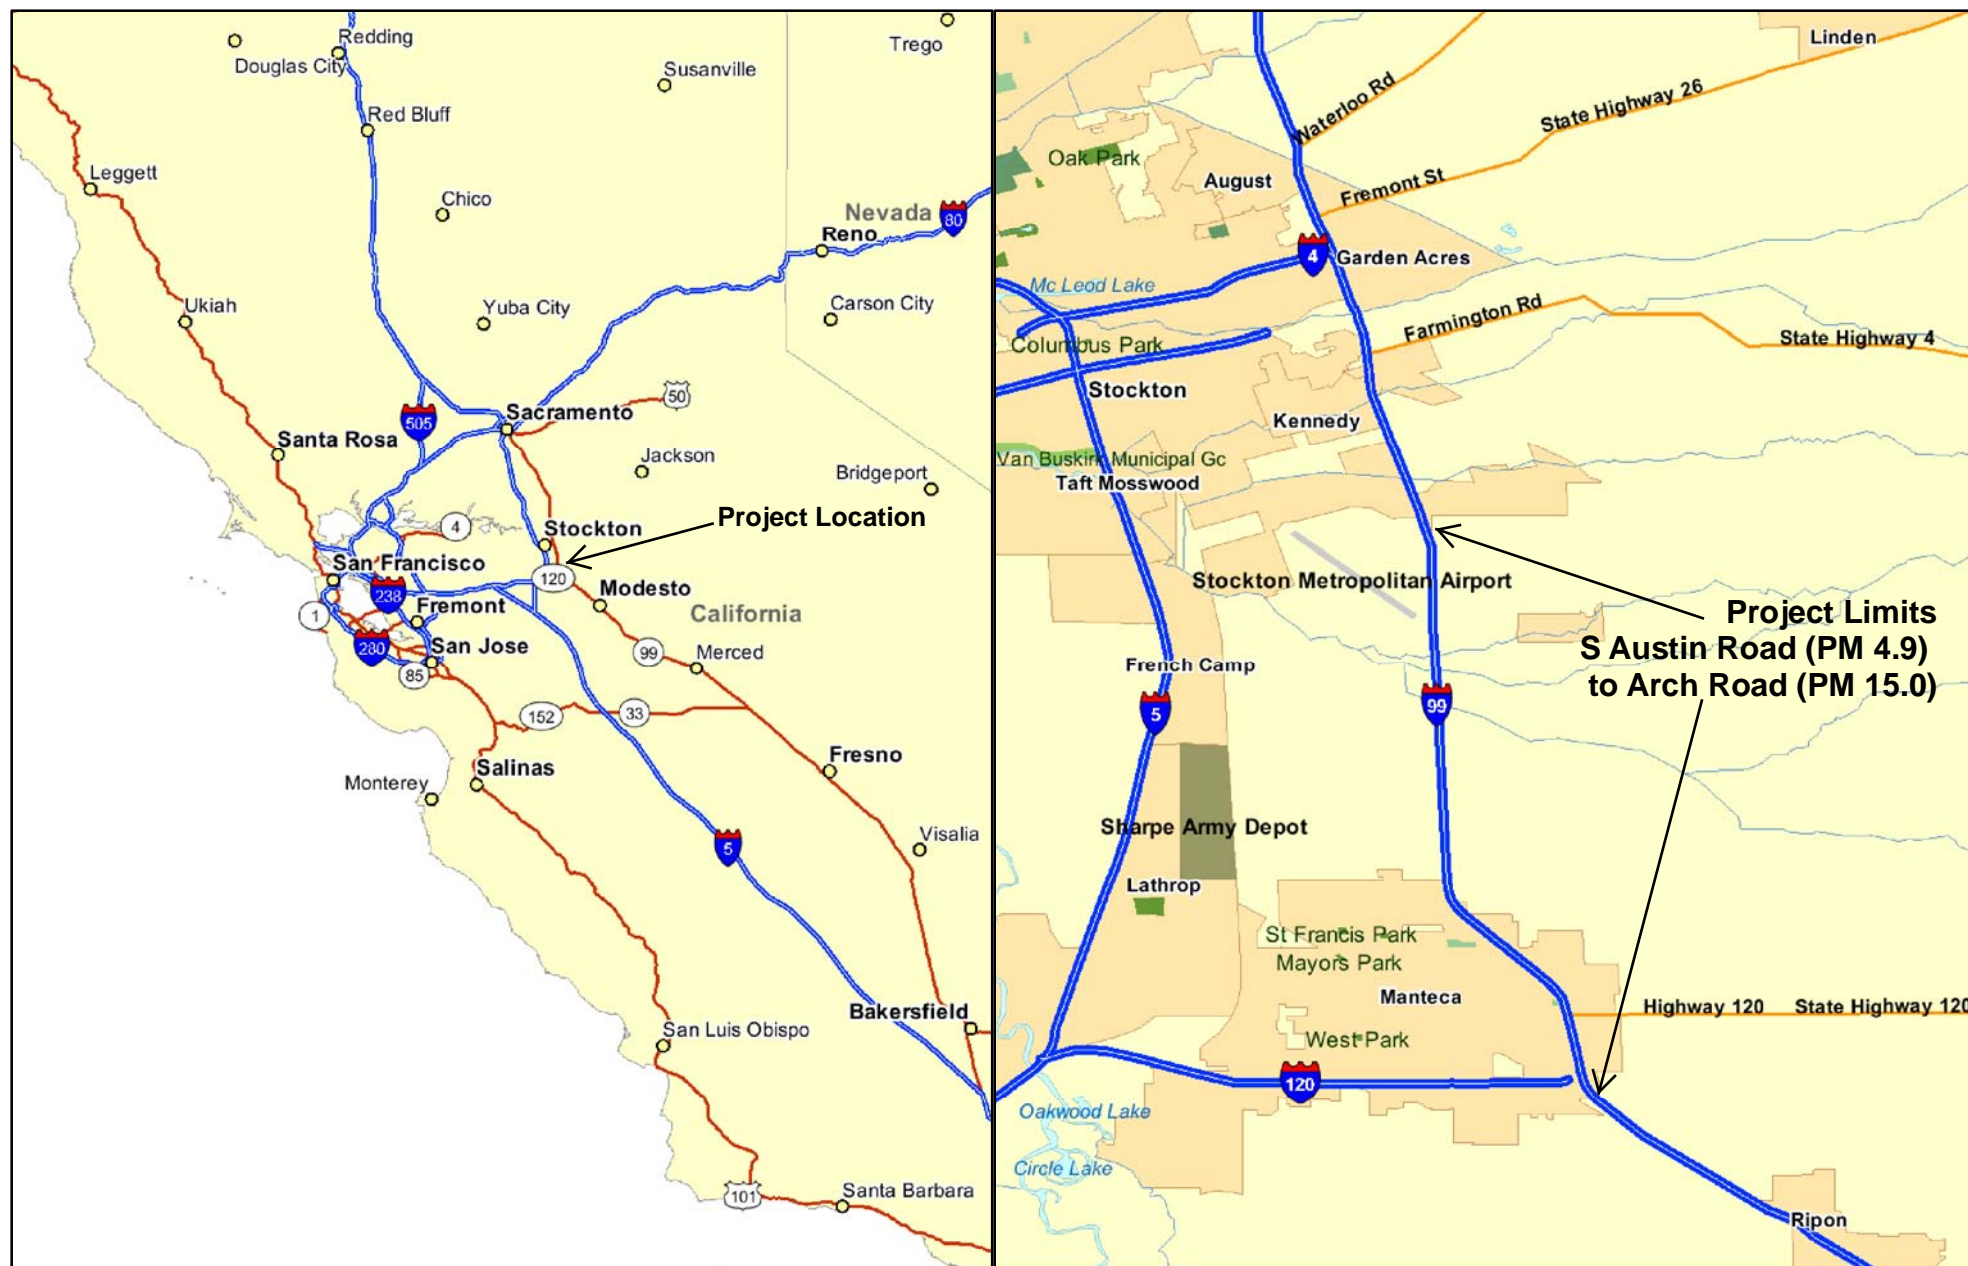 Redding
Douglas City
Trego
Susanville
Red Bluff
Leggett
Chico
Nevada
80
Reno
Ukiah
Yuba City
Carson City
50
505
Sacramento
Santa Rosa
Jackson
Bridgeport
4
Stockton
Project Location
San Francisco
120
238
Modesto
Fremont
California
1
280
San Jose
99
Merced
85
152
33
Fresno
Salinas
Monterey
5
Visalia
Bakersfield
San Luis Obispo
101
Santa Barbara
Linden
Waterloo Rd
State Highway 26
Oak Park
August
Fremont St
4
Garden Acres
Mc Leod Lake
Farmington Rd
Columbus Park
State Highway 4
Stockton
Kennedy
Van Buskirk Municipal Gc
Taft Mosswood
Stockton Metropolitan Airport
Project Limits
S Austin Road (PM 4.9)
to Arch Road (PM 15.0)
French Camp
5
99
Sharpe Army Depot
Lathrop
St Francis Park
Mayors Park
Manteca
Highway 120
State Highway 120
West Park
120
Oakwood Lake
Circle Lake
Ripon